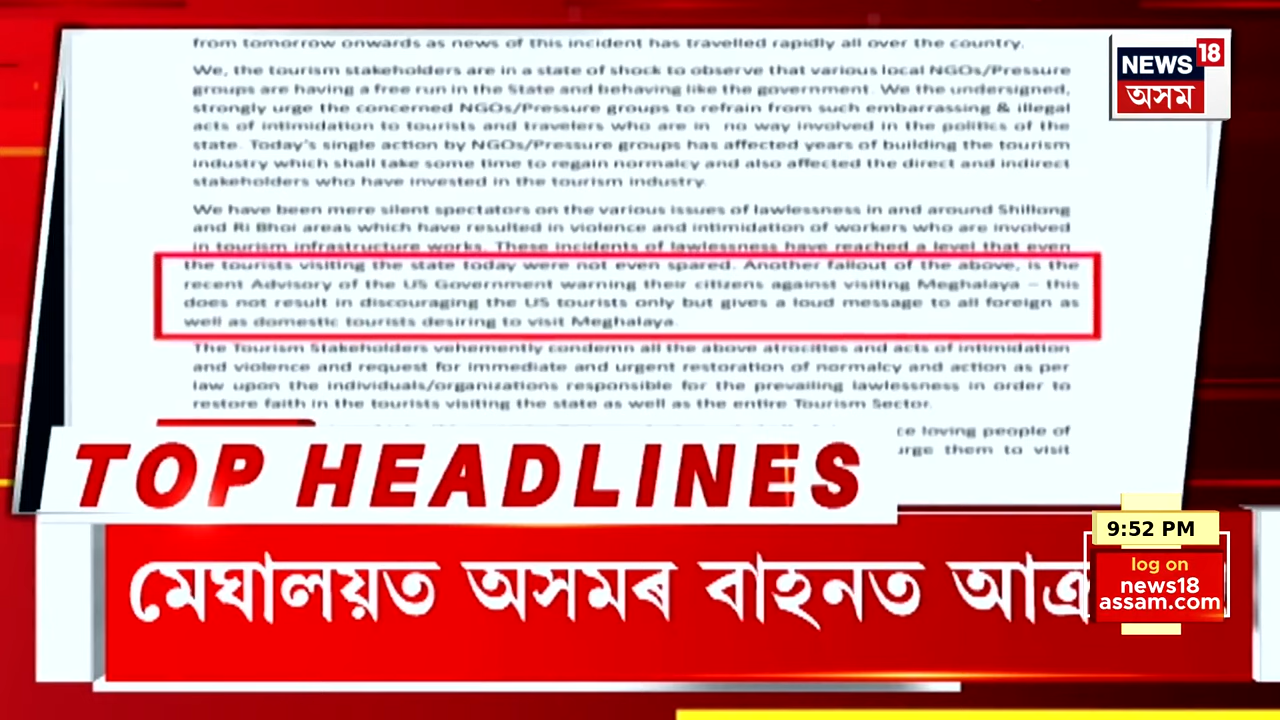 from tomorrow onwards as news of this incident has travelled rapidly all over the country.
We, the tourism stakeholders are in a state of shock to observe that various local NGOs/Pressure
groups are having a free run in the State and behaving like the government. We the undersigned,
strongly urge the concerned NGOs/Pressure groups to refrain from such embarrassing & illegal
acts of intimidation to tourists and travelers who are in no way involved in the politics of the
state. Today's single action by NGOs/Pressure groups has affected years of building the tourism
industry which shall take some time to regain normalcy and also affected the direct and indirect
stakeholders who have invested in the tourism industry.
We have been mere silent spectators on the various issues of lawlessness in and around Shillong
and Ri Bhoi areas which have resulted in violence and intimidation of workers who are involved
in tourism infrastructure works. These incidents of lawlessness have reached a level that even
the tourists visiting the state today were not even spared. Another fallout of the above, is the
recent Advisory of the US Government warning their citizens against visiting Meghalaya – this
does not result in discouraging the US tourists only but gives a loud message to all foreign as
well as domestic tourists desiring to visit Meghalaya.
The Tourism Stakeholders vehemently condemn all the above atrocities and acts of intimidation
and violence and request for immediate and urgent restoration of normalcy and action as per
law upon the individuals/organizations responsible for the prevailing lawlessness in order to
restore faith in the tourists visiting the state as well as the entire Tourism Sector.
loving people of
them to visit
NEWS 18
অসম
TOP HEADLINES
মেঘালয়ত অসমৰ বাহনত
9:52 PM
log on
news18
assam.com